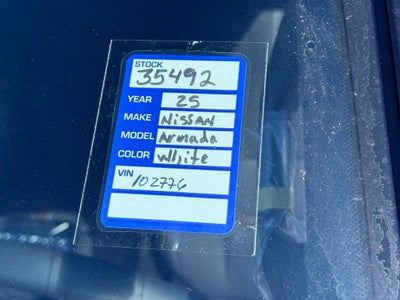 STOCK
35492
YEAR 25
MAKE Nissan
MODEL Armada
COLOR White
VIN
102776